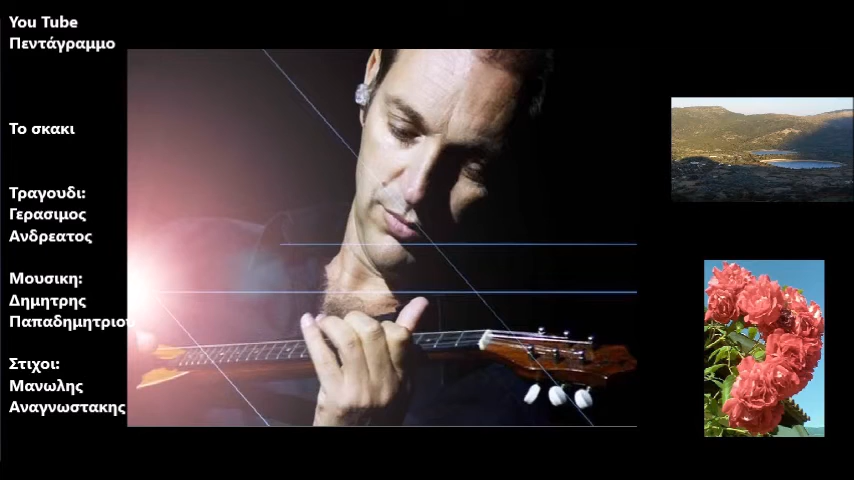 You Tube
Πεντάγραμμο
Το σκακι
Τραγουδι:
Γερασιμος
Ανδρεατος
Μουσικη:
Δημητρης
Παπαδημητριου
Στιχοι:
Μανωλης
Αναγνωστακης